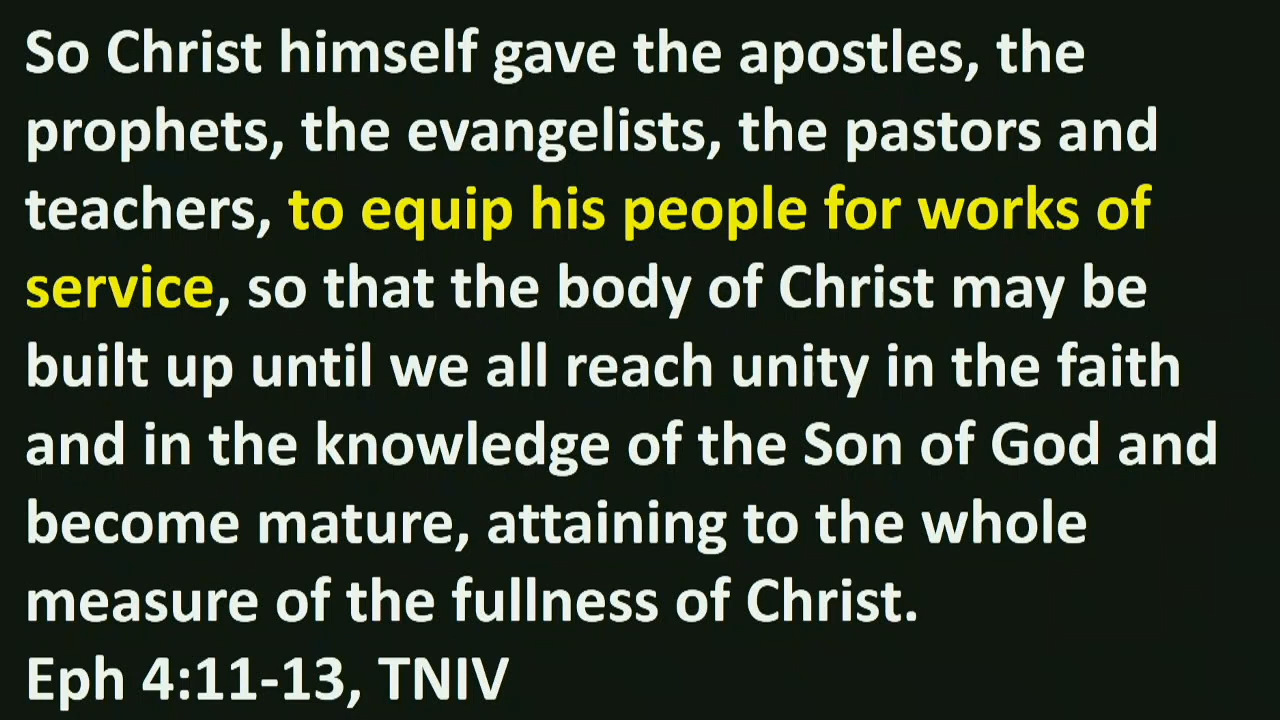 So Christ himself gave the apostles, the
prophets, the evangelists, the pastors and
teachers, to equip his people for works of
service, so that the body of Christ may be
built up until we all reach unity in the faith
and in the knowledge of the Son of God and
become mature, attaining to the whole
measure of the fullness of Christ.
Eph 4:11-13, TNIV